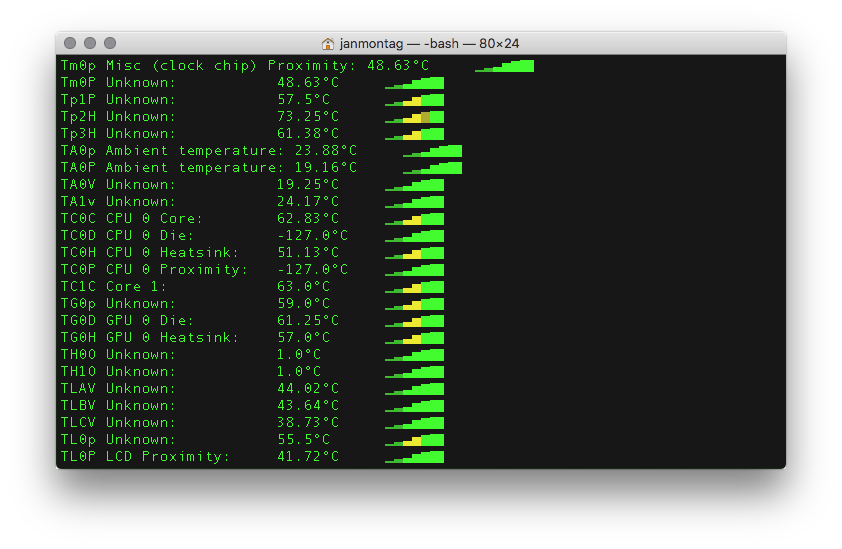 janmontag — -bash — 80×24
Tm0p Misc (clock chip) Proximity: 48.63°C
Tm0P Unknown: 48.63°C
Tp1P Unknown: 57.5°C
Tp2H Unknown: 73.25°C
Tp3H Unknown: 61.38°C
TA0p Ambient temperature: 23.88°C
TA0P Ambient temperature: 19.16°C
TA0V Unknown: 19.25°C
TA1v Unknown: 24.17°C
TC0C CPU 0 Core: 62.83°C
TC0D CPU 0 Die: -127.0°C
TC0H CPU 0 Heatsink: 51.13°C
TC0P CPU 0 Proximity: -127.0°C
TC1C Core 1: 63.0°C
TG0p Unknown: 59.0°C
TG0D GPU 0 Die: 61.25°C
TG0H GPU 0 Heatsink: 57.0°C
TH0O Unknown: 1.0°C
TH1O Unknown: 1.0°C
TLAV Unknown: 44.02°C
TLBV Unknown: 43.64°C
TLCV Unknown: 38.73°C
TL0p Unknown: 55.5°C
TL0P LCD Proximity: 41.72°C